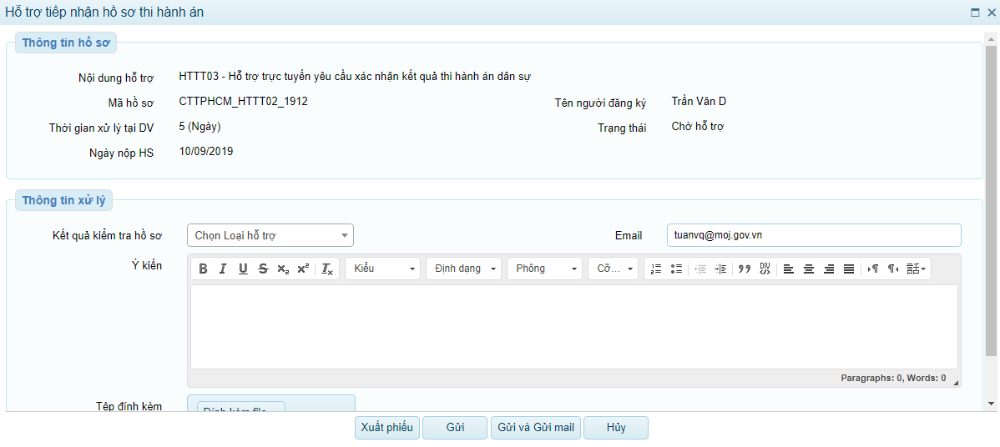 Hỗ trợ tiếp nhận hồ sơ thi hành án
Thông tin hồ sơ
Nội dung hỗ trợ HTTT03 - Hỗ trợ trực tuyến yêu cầu xác nhận kết quả thi hành án dân sự
Mã hồ sơ CTTPHCM_HTTT02_1912 Tên người đăng ký Trần Văn D
Thời gian xử lý tại DV 5 (Ngày) Trạng thái Chờ hỗ trợ
Ngày nộp HS 10/09/2019
Thông tin xử lý
Kết quả kiểm tra hồ sơ Chọn Loại hỗ trợ Email tuanvq@moj.gov.vn
Ý kiến B I U S x₂ x² Tx Kiểu Định dạng Phông Cỡ... DIV 話
Paragraphs: 0, Words: 0
Tệp đính kèm Đính kèm file
Xuất phiếu Gửi Gửi và Gửi mail Hủy